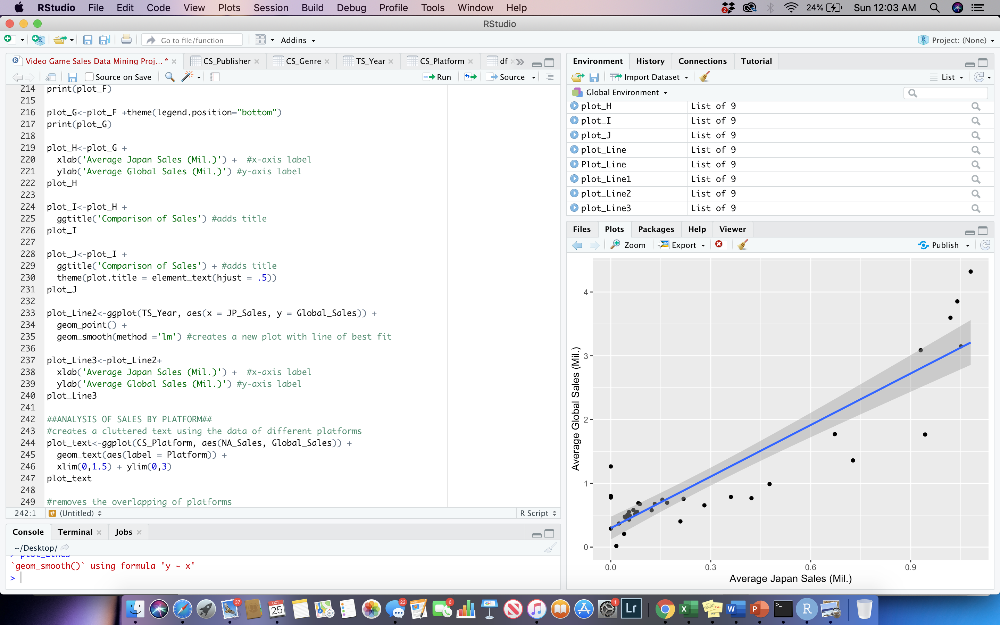 RStudio File Edit Code View Plots Session Build Debug Profile Tools Window Help 2 24% Sun 12:03 AM
RStudio
Go to file/function Addins Project: (None)
Video Game Sales Data Mining Proj... * CS_Publisher CS_Genre TS_Year CS_Platform df
Source on Save Run Source
214 print(plot_F)
215
216 plot_G<-plot_F +theme(legend.position="bottom")
217 print(plot_G)
218
219 plot_H<-plot_G +
220 xlab('Average Japan Sales (Mil.)') + #x-axis label
221 ylab('Average Global Sales (Mil.)') #y-axis label
222 plot_H
223
224 plot_I<-plot_H +
225 ggtitle('Comparison of Sales') #adds title
226 plot_I
227
228 plot_J<-plot_I +
229 ggtitle('Comparison of Sales') + #adds title
230 theme(plot.title = element_text(hjust = .5))
231 plot_J
232
233 plot_Line2<-ggplot(TS_Year, aes(x = JP_Sales, y = Global_Sales)) +
234 geom_point() +
235 geom_smooth(method ='lm') #creates a new plot with line of best fit
236
237 plot_Line3<-plot_Line2+
238 xlab('Average Japan Sales (Mil.)') + #x-axis label
239 ylab('Average Global Sales (Mil.)') #y-axis label
240 plot_Line3
241
242 ##ANALYSIS OF SALES BY PLATFORM##
243 #creates a cluttered text using the data of different platforms
244 plot_text<-ggplot(CS_Platform, aes(NA_Sales, Global_Sales)) +
245 geom_text(aes(label = Platform)) +
246 xlim(0,1.5) + ylim(0,3)
247 plot_text
248
249 #removes the overlapping of platforms
242:1 # (Untitled) R Script
Console Terminal Jobs
~/Desktop/
> plot_Line3
`geom_smooth()` using formula 'y ~ x'
>
Environment History Connections Tutorial
Import Dataset List
Global Environment
plot_H List of 9
plot_I List of 9
plot_J List of 9
plot_Line List of 9
Plot_Line List of 9
plot_Line1 List of 9
plot_Line2 List of 9
plot_Line3 List of 9
Files Plots Packages Help Viewer
Zoom Export Publish
Average Global Sales (Mil.)
4
3
2
1
0
0.0 0.3 0.6 0.9
Average Japan Sales (Mil.)
37 OCT 25 22 6 1 Lr X W P >_ R